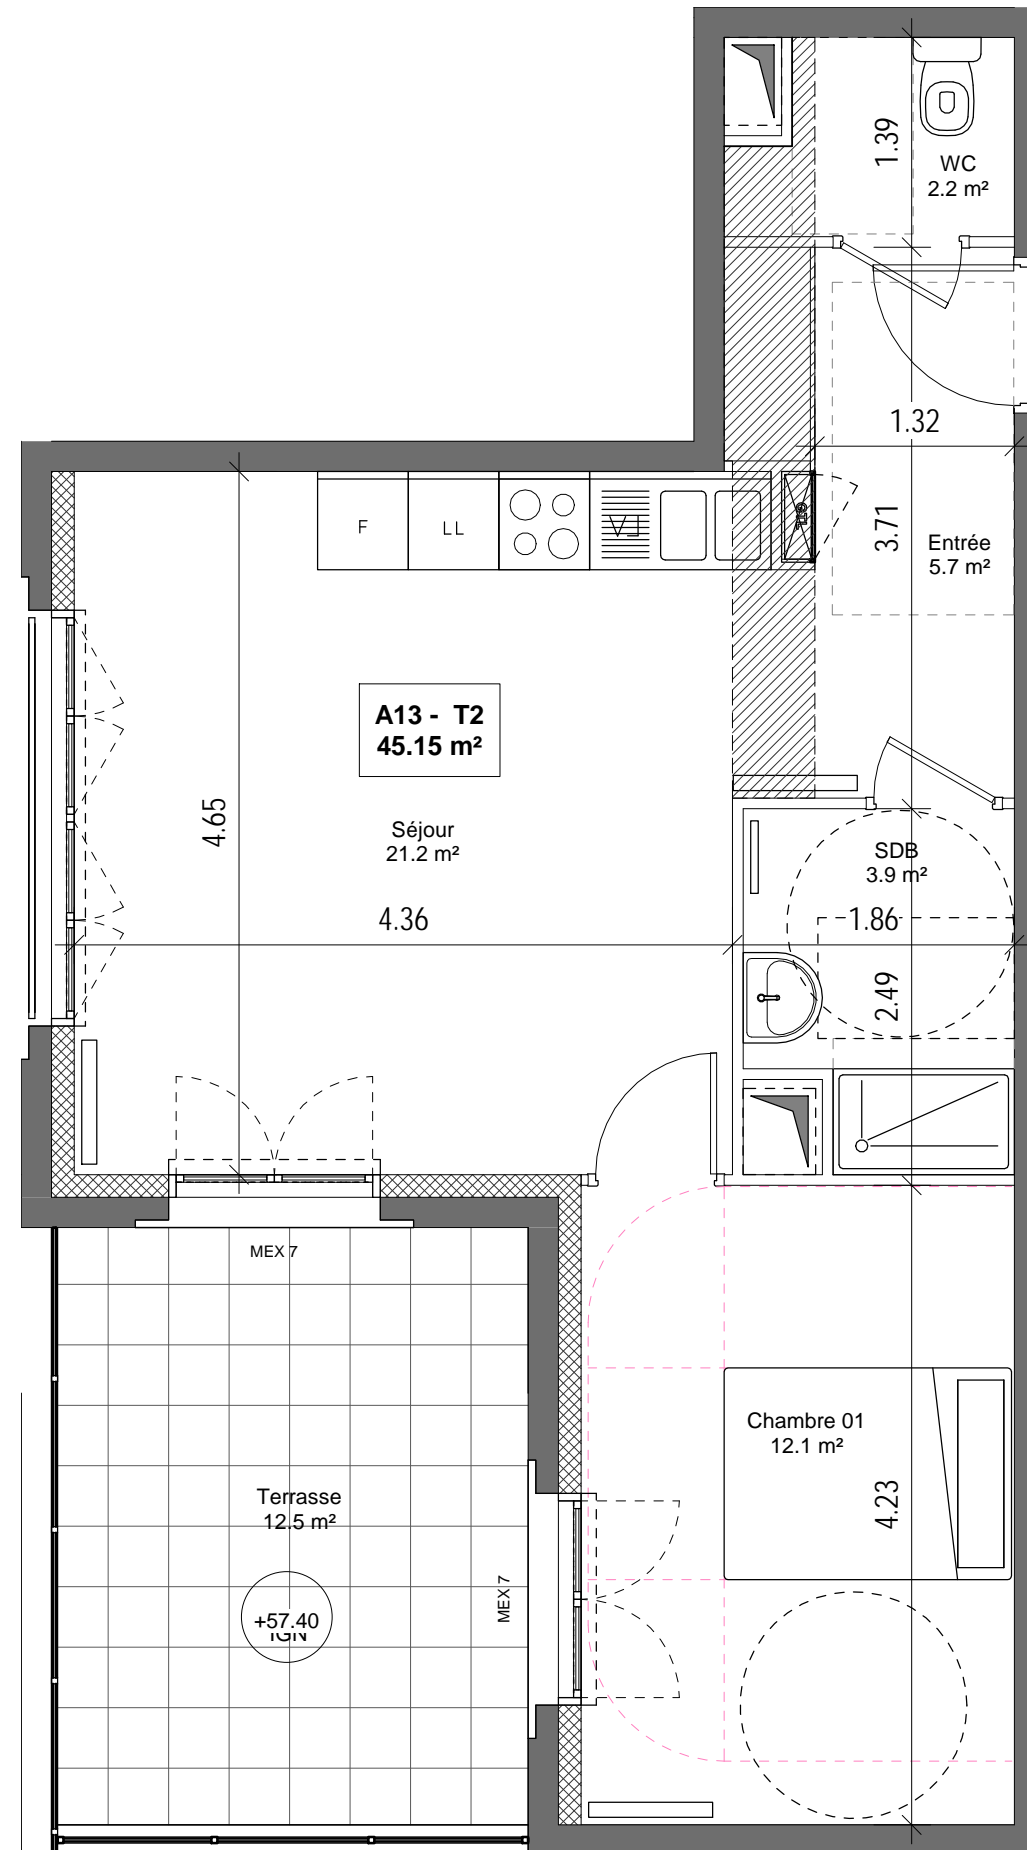 1.39
WC
2.2 m²
1.32
3.71
Entrée
5.7 m²
F
LL
LV
GTL
A13 - T2
45.15 m²
4.65
Séjour
21.2 m²
4.36
SDB
3.9 m²
1.86
2.49
MEX 7
Chambre 01
12.1 m²
4.23
Terrasse
12.5 m²
MEX 7
+57.40
IGN